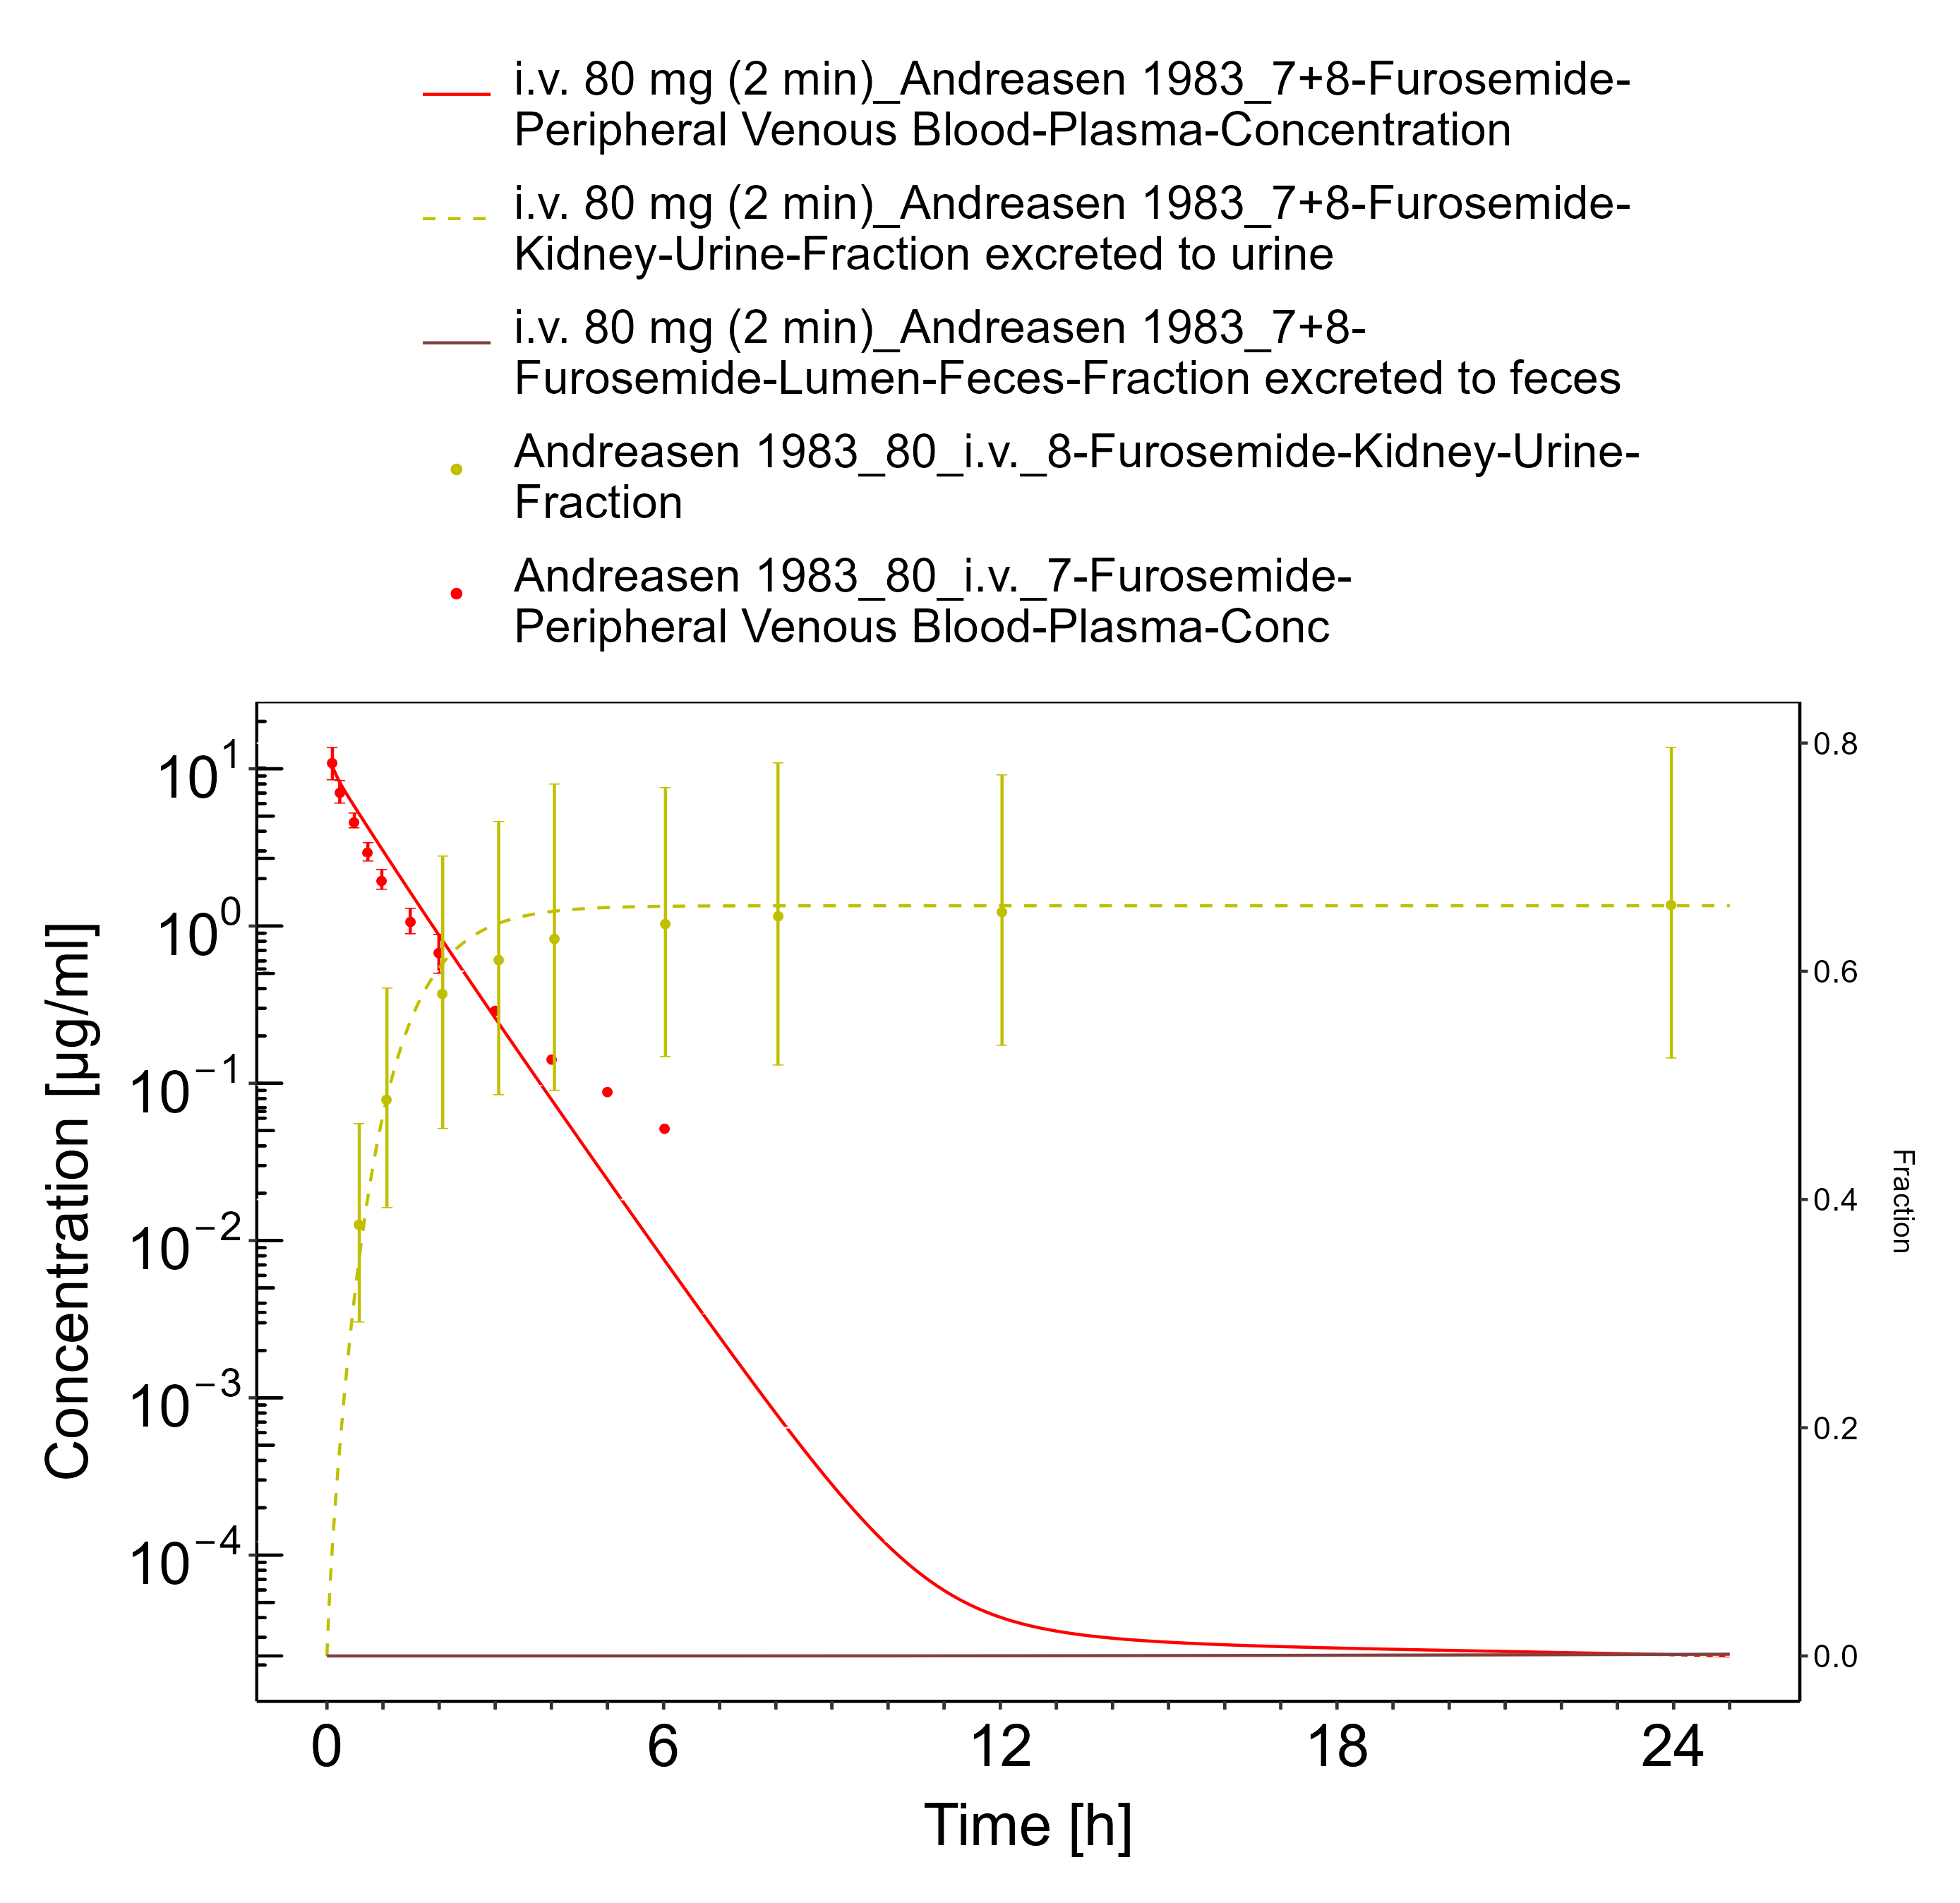 i.v. 80 mg (2 min)_Andreasen 1983_7+8-Furosemide-
Peripheral Venous Blood-Plasma-Concentration
i.v. 80 mg (2 min)_Andreasen 1983_7+8-Furosemide-
Kidney-Urine-Fraction excreted to urine
i.v. 80 mg (2 min)_Andreasen 1983_7+8-
Furosemide-Lumen-Feces-Fraction excreted to feces
Andreasen 1983_80_i.v._8-Furosemide-Kidney-Urine-
Fraction
Andreasen 1983_80_i.v._7-Furosemide-
Peripheral Venous Blood-Plasma-Conc
Concentration [µg/ml]
10^1
10^0
10^−1
10^−2
10^−3
10^−4
0.8
0.6
0.4
0.2
0.0
Fraction
0 6 12 18 24
Time [h]